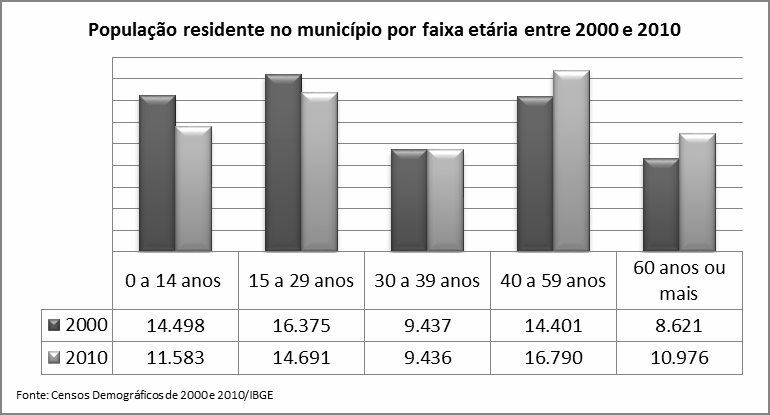 População residente no município por faixa etária entre 2000 e 2010
0 a 14 anos 15 a 29 anos 30 a 39 anos 40 a 59 anos 60 anos ou mais
2000 14.498 16.375 9.437 14.401 8.621
2010 11.583 14.691 9.436 16.790 10.976
Fonte: Censos Demográficos de 2000 e 2010/IBGE